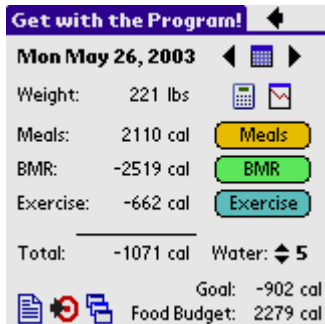 Get with the Program!
Mon May 26, 2003
Weight: 221 lbs
Meals: 2110 cal Meals
BMR: -2519 cal BMR
Exercise: -662 cal Exercise
Total: -1071 cal Water: 5
Goal: -902 cal
Food Budget: 2279 cal